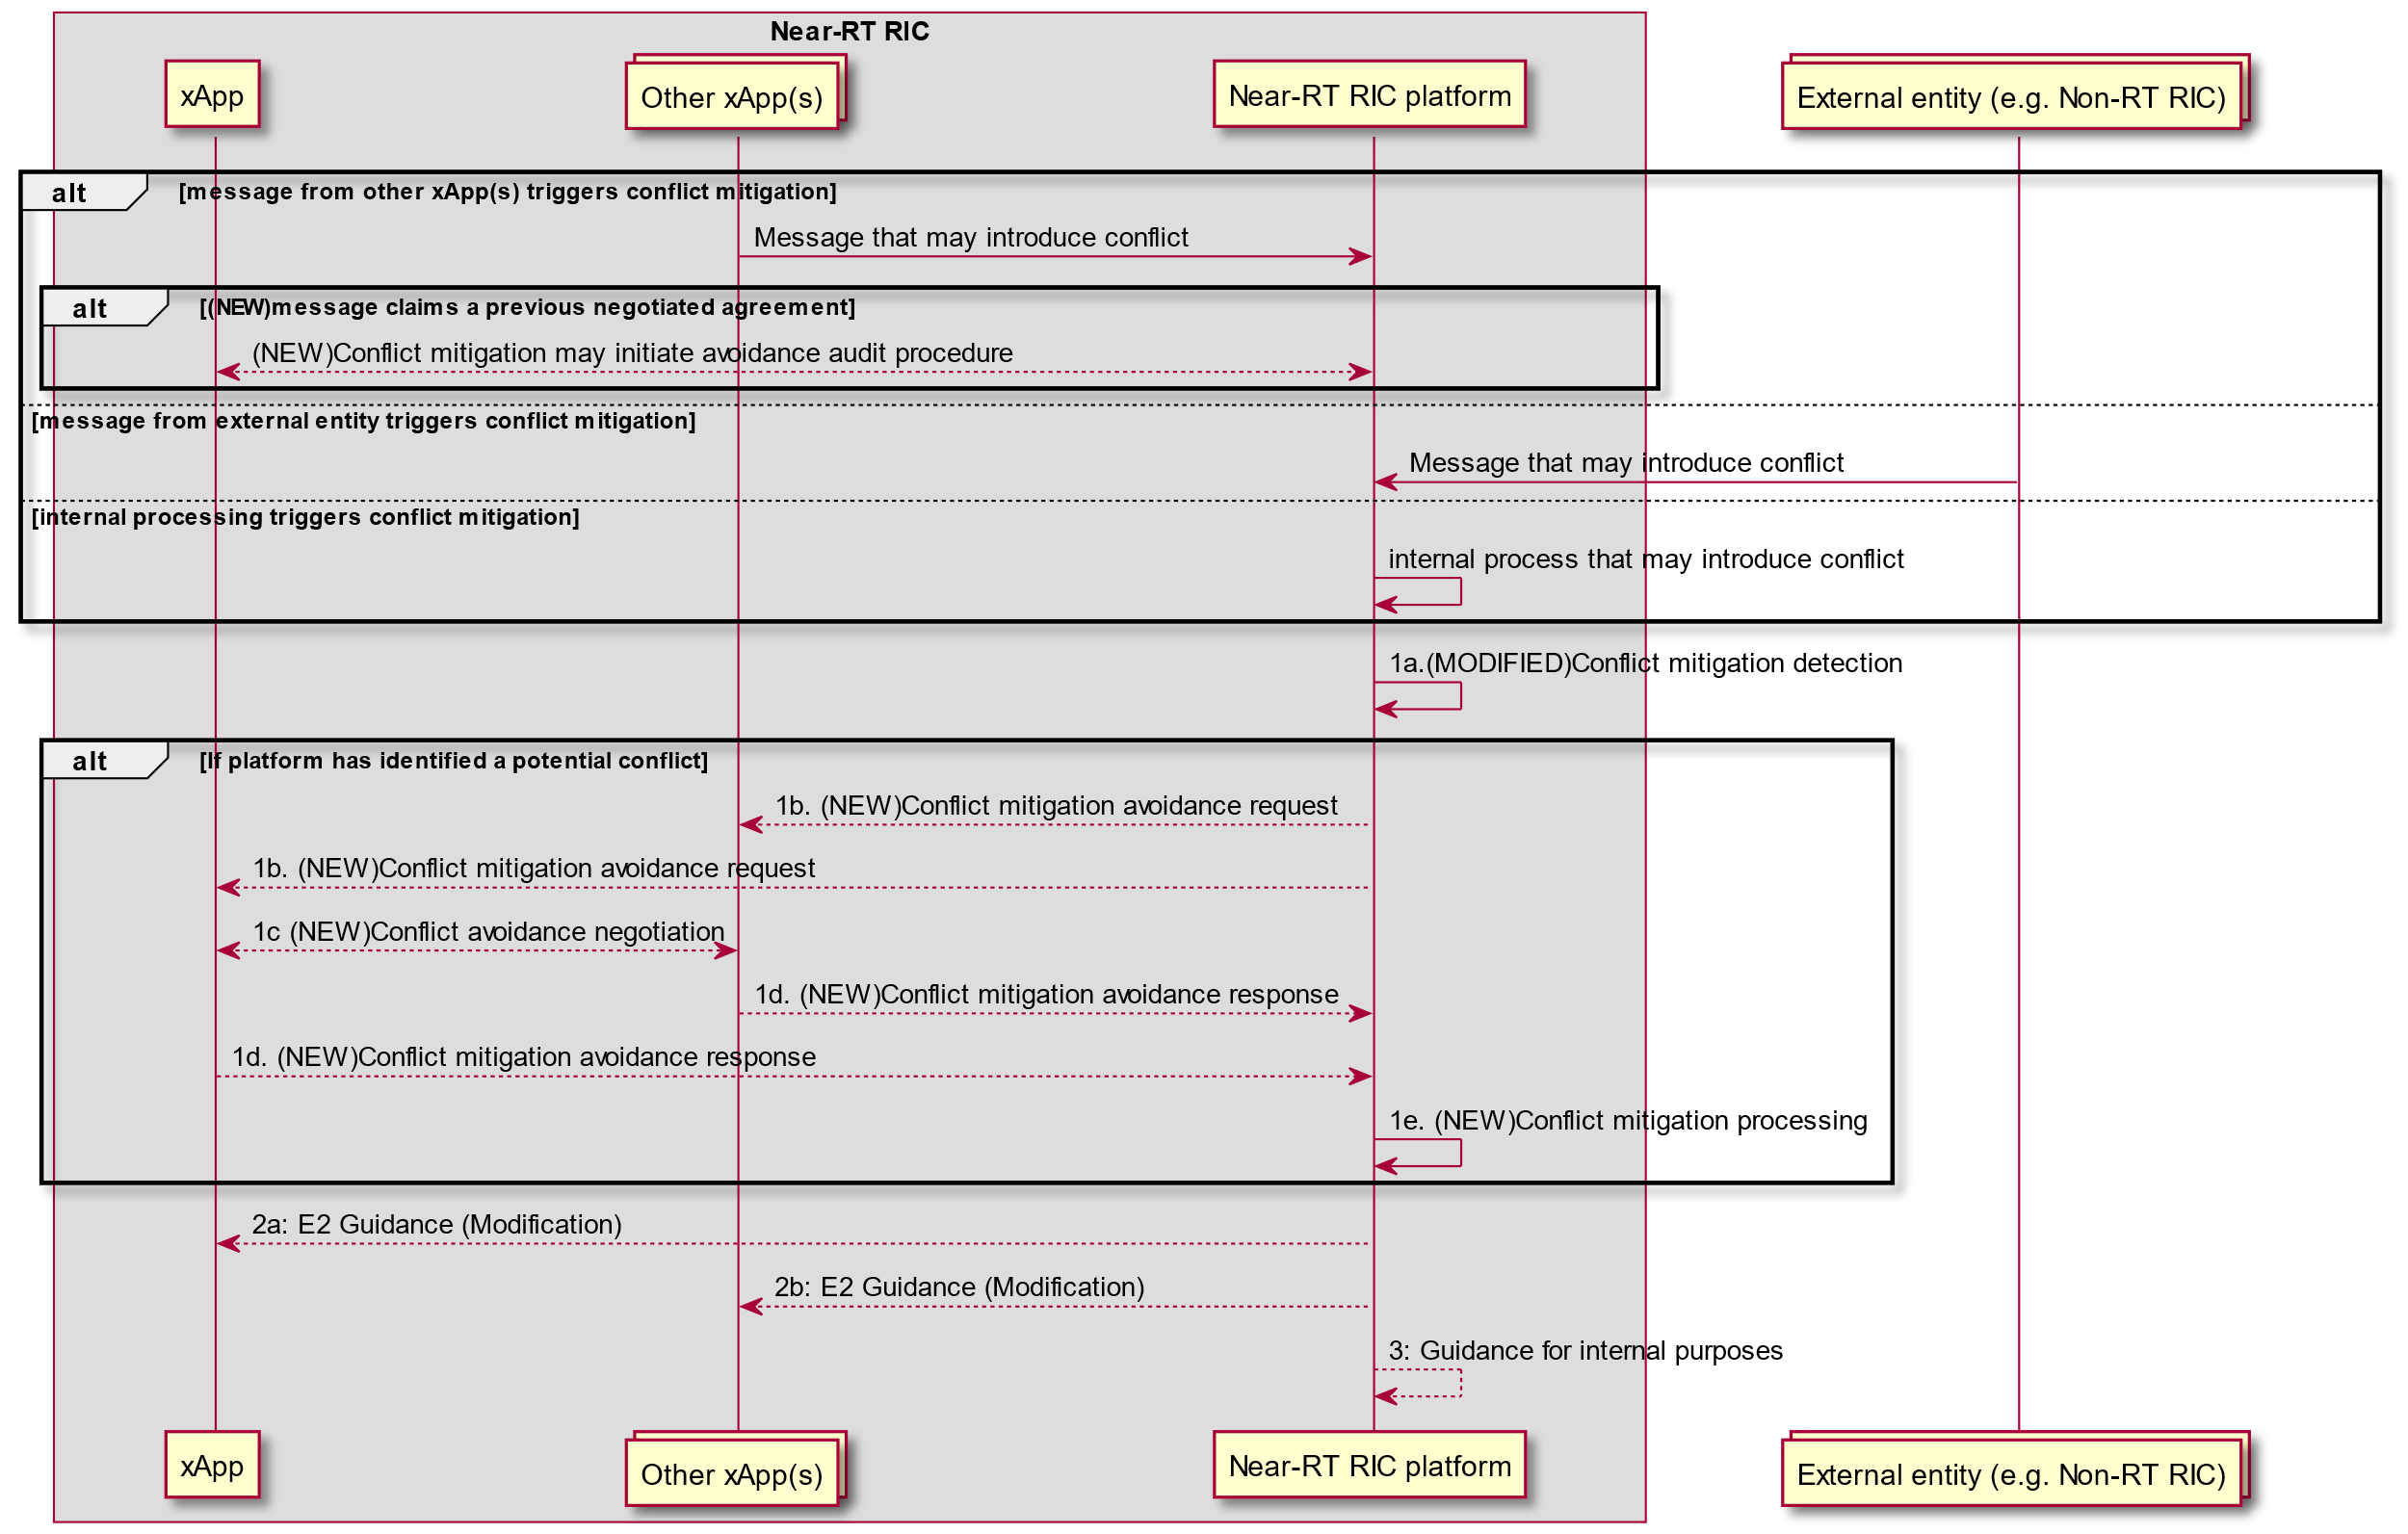 Near-RT RIC
xApp
Other xApp(s)
Near-RT RIC platform
External entity (e.g. Non-RT RIC)
alt [message from other xApp(s) triggers conflict mitigation]
Message that may introduce conflict
alt [(NEW)message claims a previous negotiated agreement]
(NEW)Conflict mitigation may initiate avoidance audit procedure
[message from external entity triggers conflict mitigation]
Message that may introduce conflict
[internal processing triggers conflict mitigation]
internal process that may introduce conflict
1a.(MODIFIED)Conflict mitigation detection
alt [If platform has identified a potential conflict]
1b. (NEW)Conflict mitigation avoidance request
1b. (NEW)Conflict mitigation avoidance request
1c (NEW)Conflict avoidance negotiation
1d. (NEW)Conflict mitigation avoidance response
1d. (NEW)Conflict mitigation avoidance response
1e. (NEW)Conflict mitigation processing
2a: E2 Guidance (Modification)
2b: E2 Guidance (Modification)
3: Guidance for internal purposes
xApp
Other xApp(s)
Near-RT RIC platform
External entity (e.g. Non-RT RIC)